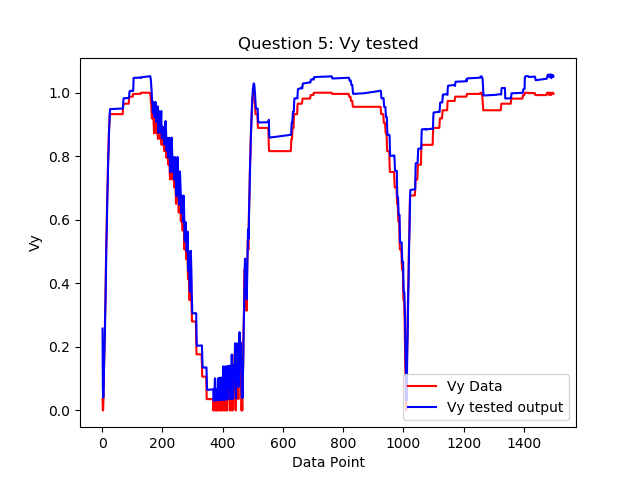 Question 5: Vy tested
Vy
1.0
0.8
0.6
0.4
0.2
0.0
Vy Data
Vy tested output
0 200 400 600 800 1000 1200 1400
Data Point